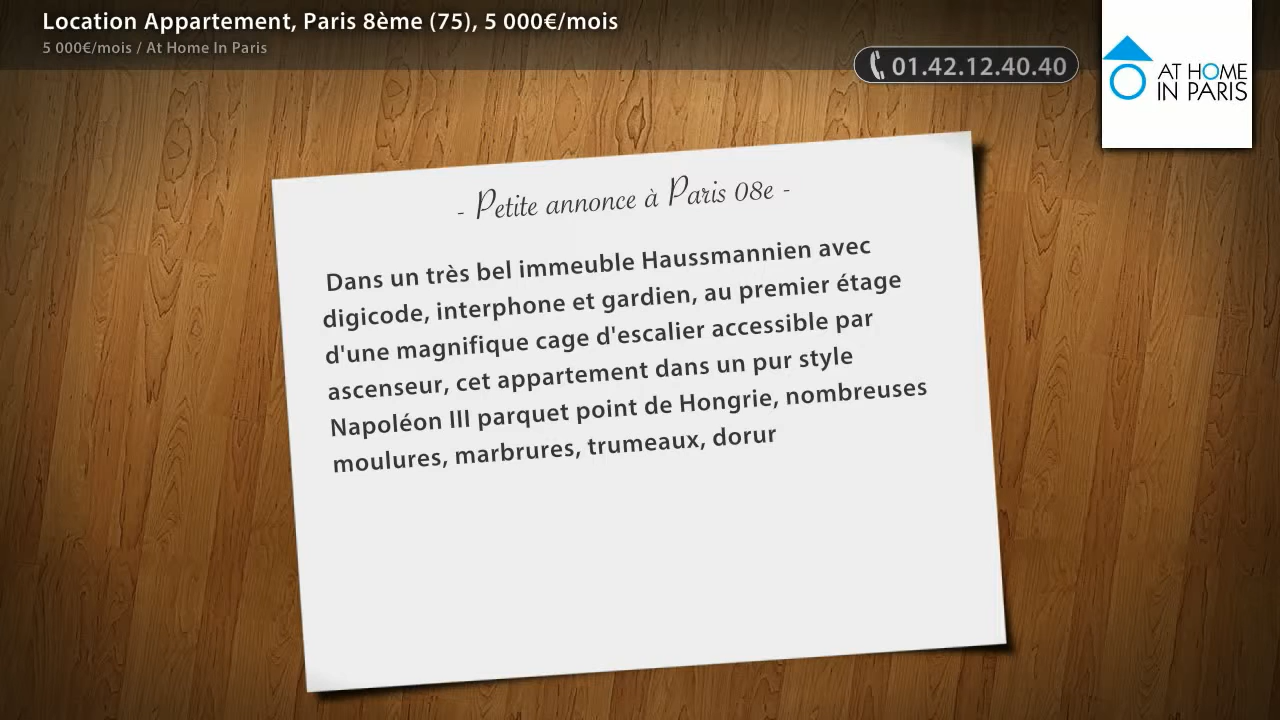 Location Appartement, Paris 8ème (75), 5 000€/mois
5 000€/mois / At Home In Paris
01.42.12.40.40
AT HOME
IN PARIS
- Petite annonce à Paris 08e -
Dans un très bel immeuble Haussmannien avec
digicode, interphone et gardien, au premier étage
d'une magnifique cage d'escalier accessible par
ascenseur, cet appartement dans un pur style
Napoléon III parquet point de Hongrie, nombreuses
moulures, marbrures, trumeaux, dorur